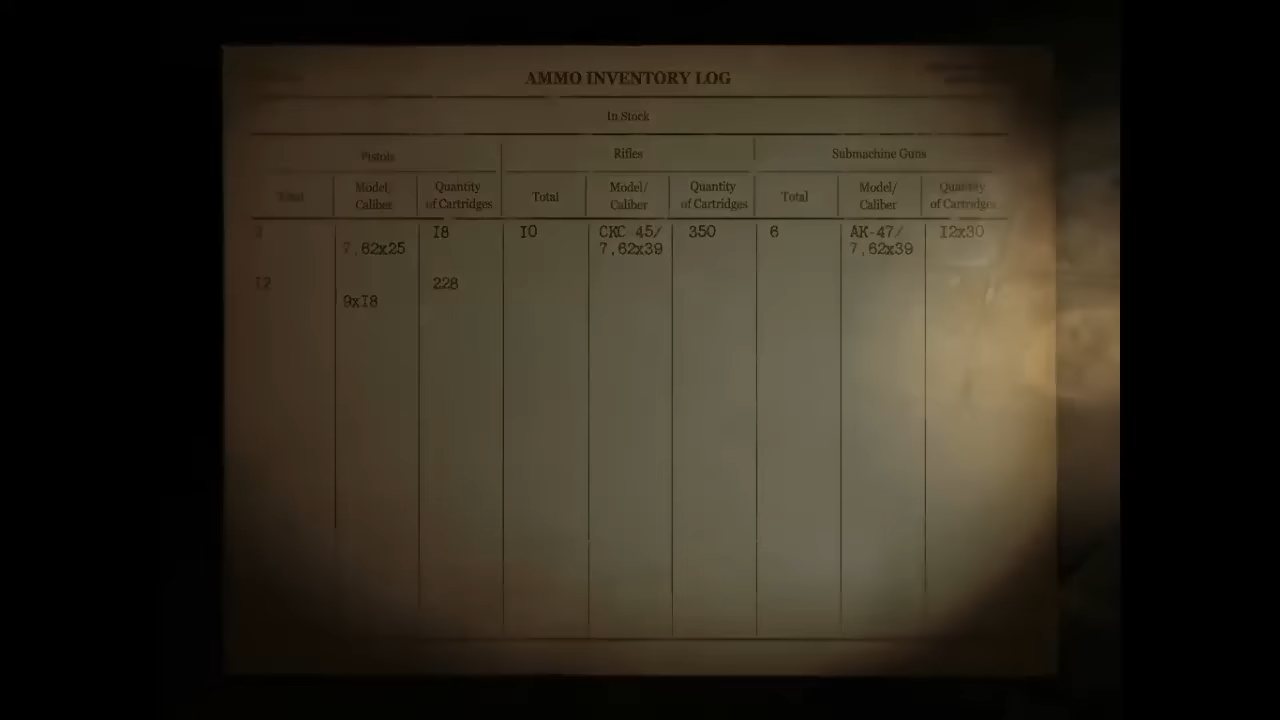 AMMO INVENTORY LOG
In Stock
Pistols Rifles Submachine Guns
Total Model/ Caliber Quantity of Cartridges Total Model/ Caliber Quantity of Cartridges Total Model/ Caliber Quantity of Cartridges
2 7,62x25 I8 I0 CKC 45/ 7,62x39 350 6 AK-47/ 7,62x39 I2x30
I2 9xI8 228